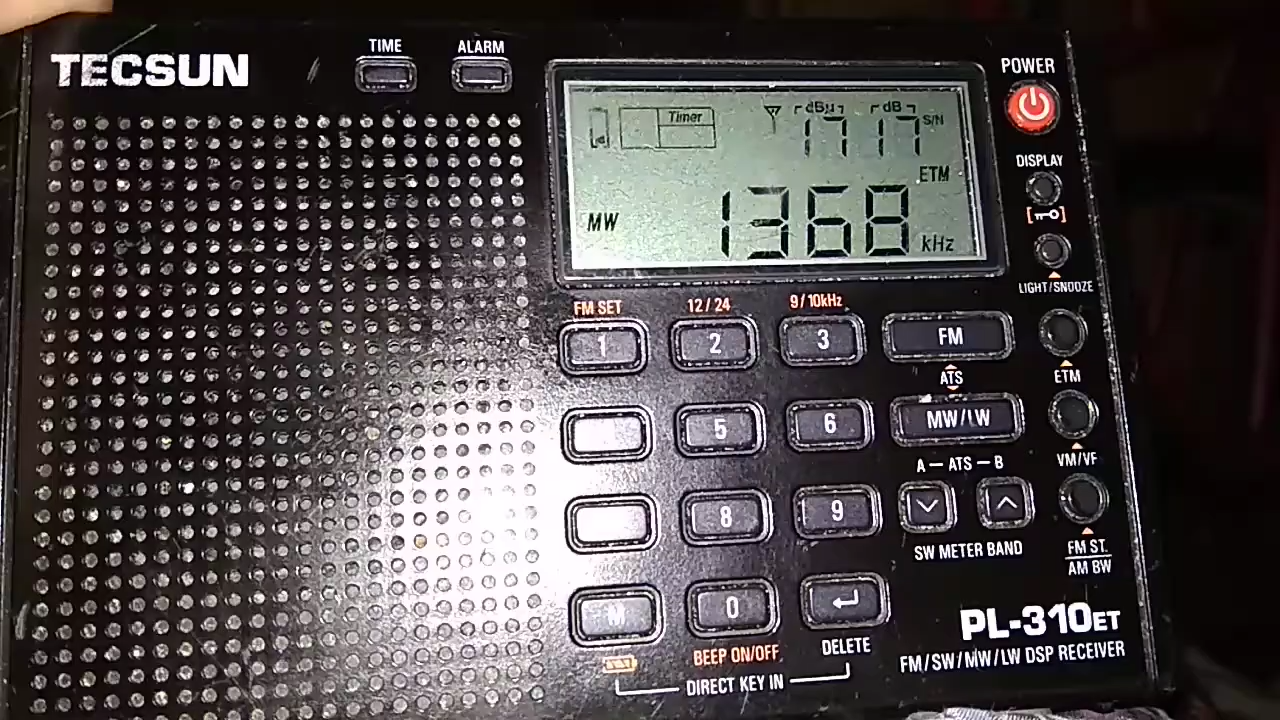 TECSUN
TIME
ALARM
Timer
dBµ
dB
17 17 S/N
ETM
MW
1368 kHz
POWER
DISPLAY
LIGHT/SNOOZE
FM SET
12/24
9/10kHz
1
2
3
FM
ATS
ETM
5
6
MW/LW
A — ATS — B
VM/VF
8
9
SW METER BAND
FM ST.
AM BW
M
0
BEEP ON/OFF
DELETE
DIRECT KEY IN
PL-310ET
FM/SW/MW/LW DSP RECEIVER